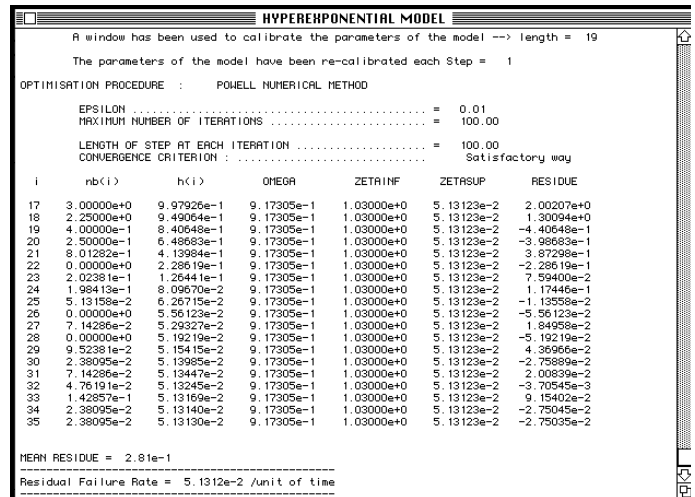 HYPEREXPONENTIAL MODEL
A window has been used to calibrate the parameters of the model --> length = 19
The parameters of the model have been re-calibrated each Step = 1
OPTIMISATION PROCEDURE : POWELL NUMERICAL METHOD
EPSILON ............................................ = 0.01
MAXIMUM NUMBER OF ITERATIONS ....................... = 100.00
LENGTH OF STEP AT EACH ITERATION ................... = 100.00
CONVERGENCE CRITERION : ............................. Satisfactory way
i nb(i) h(i) OMEGA ZETAINF ZETASUP RESIDUE
17 3.00000e+0 9.97926e-1 9.17305e-1 1.03000e+0 5.13123e-2 2.00207e+0
18 2.25000e+0 9.49064e-1 9.17305e-1 1.03000e+0 5.13123e-2 1.30094e+0
19 4.00000e-1 8.40648e-1 9.17305e-1 1.03000e+0 5.13123e-2 -4.40648e-1
20 2.50000e-1 6.48683e-1 9.17305e-1 1.03000e+0 5.13123e-2 -3.98683e-1
21 8.01282e-1 4.13984e-1 9.17305e-1 1.03000e+0 5.13123e-2 3.87298e-1
22 0.00000e+0 2.28619e-1 9.17305e-1 1.03000e+0 5.13123e-2 -2.28619e-1
23 2.02381e-1 1.26441e-1 9.17305e-1 1.03000e+0 5.13123e-2 7.59400e-2
24 1.98413e-1 8.09670e-2 9.17305e-1 1.03000e+0 5.13123e-2 1.17446e-1
25 5.13158e-2 6.26715e-2 9.17305e-1 1.03000e+0 5.13123e-2 -1.13558e-2
26 0.00000e+0 5.56123e-2 9.17305e-1 1.03000e+0 5.13123e-2 -5.56123e-2
27 7.14286e-2 5.29327e-2 9.17305e-1 1.03000e+0 5.13123e-2 1.84958e-2
28 0.00000e+0 5.19219e-2 9.17305e-1 1.03000e+0 5.13123e-2 -5.19219e-2
29 9.52381e-2 5.15415e-2 9.17305e-1 1.03000e+0 5.13123e-2 4.36966e-2
30 2.38095e-2 5.13985e-2 9.17305e-1 1.03000e+0 5.13123e-2 -2.75889e-2
31 7.14286e-2 5.13447e-2 9.17305e-1 1.03000e+0 5.13123e-2 2.00839e-2
32 4.76191e-2 5.13245e-2 9.17305e-1 1.03000e+0 5.13123e-2 -3.70545e-3
33 1.42857e-1 5.13169e-2 9.17305e-1 1.03000e+0 5.13123e-2 9.15402e-2
34 2.38095e-2 5.13140e-2 9.17305e-1 1.03000e+0 5.13123e-2 -2.75045e-2
35 2.38095e-2 5.13130e-2 9.17305e-1 1.03000e+0 5.13123e-2 -2.75035e-2
MEAN RESIDUE = 2.81e-1
Residual Failure Rate = 5.1312e-2 /unit of time